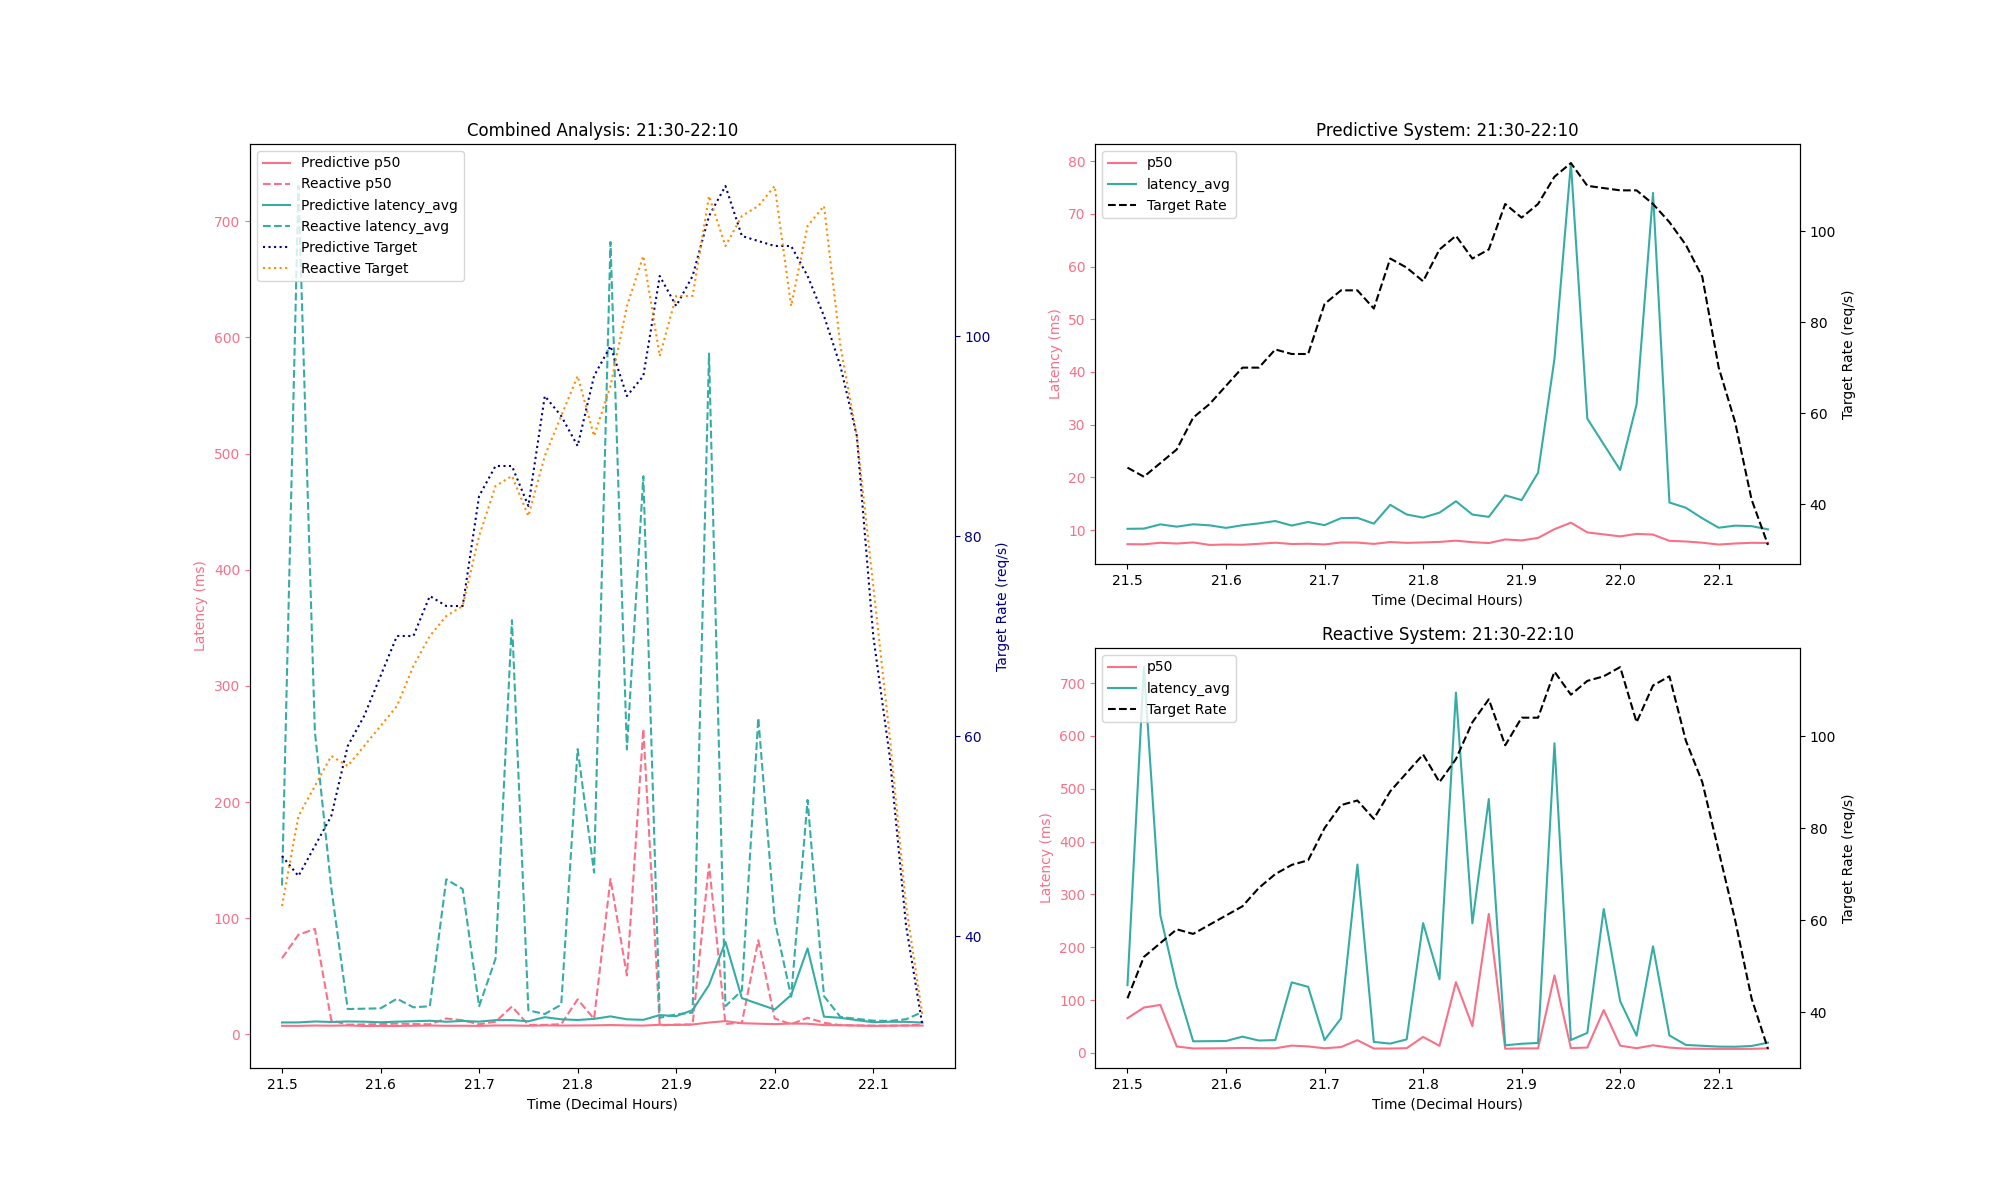 Combined Analysis: 21:30-22:10
Predictive p50
Reactive p50
Predictive latency_avg
Reactive latency_avg
Predictive Target
Reactive Target
700
600
500
400
300
200
100
0
Latency (ms)
100
80
60
40
Target Rate (req/s)
21.5 21.6 21.7 21.8 21.9 22.0 22.1
Time (Decimal Hours)
Predictive System: 21:30-22:10
p50
latency_avg
Target Rate
80
70
60
50
40
30
20
10
Latency (ms)
100
80
60
40
Target Rate (req/s)
21.5 21.6 21.7 21.8 21.9 22.0 22.1
Time (Decimal Hours)
Reactive System: 21:30-22:10
p50
latency_avg
Target Rate
700
600
500
400
300
200
100
0
Latency (ms)
100
80
60
40
Target Rate (req/s)
21.5 21.6 21.7 21.8 21.9 22.0 22.1
Time (Decimal Hours)